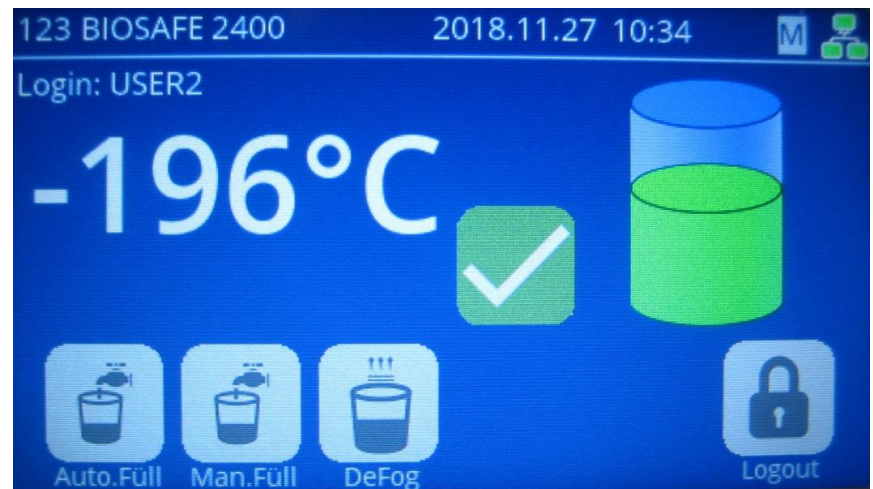 123 BIOSAFE 2400 2018.11.27 10:34 M
Login: USER2
-196°C
Auto.Füll Man.Füll DeFog Logout